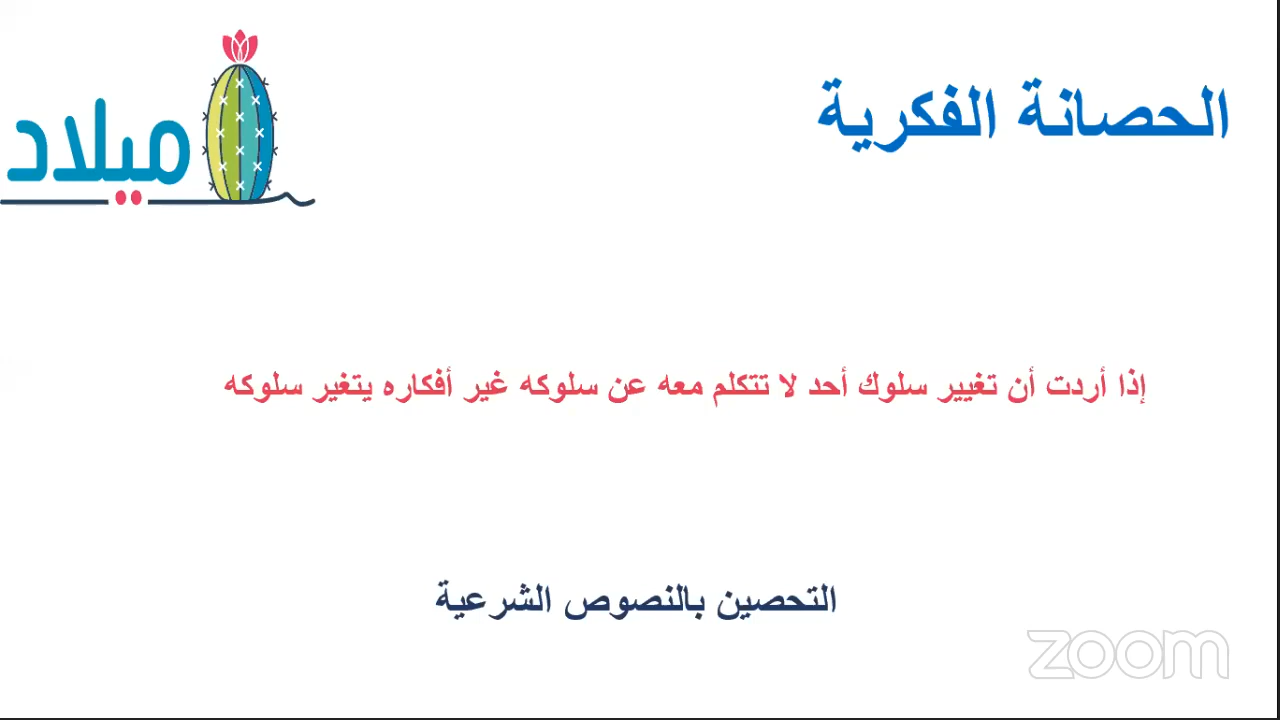 الحصانة الفكرية
ميلاد
إذا أردت أن تغيير سلوك أحد لا تتكلم معه عن سلوكه غير أفكاره يتغير سلوكه
التحصين بالنصوص الشرعية
zoom